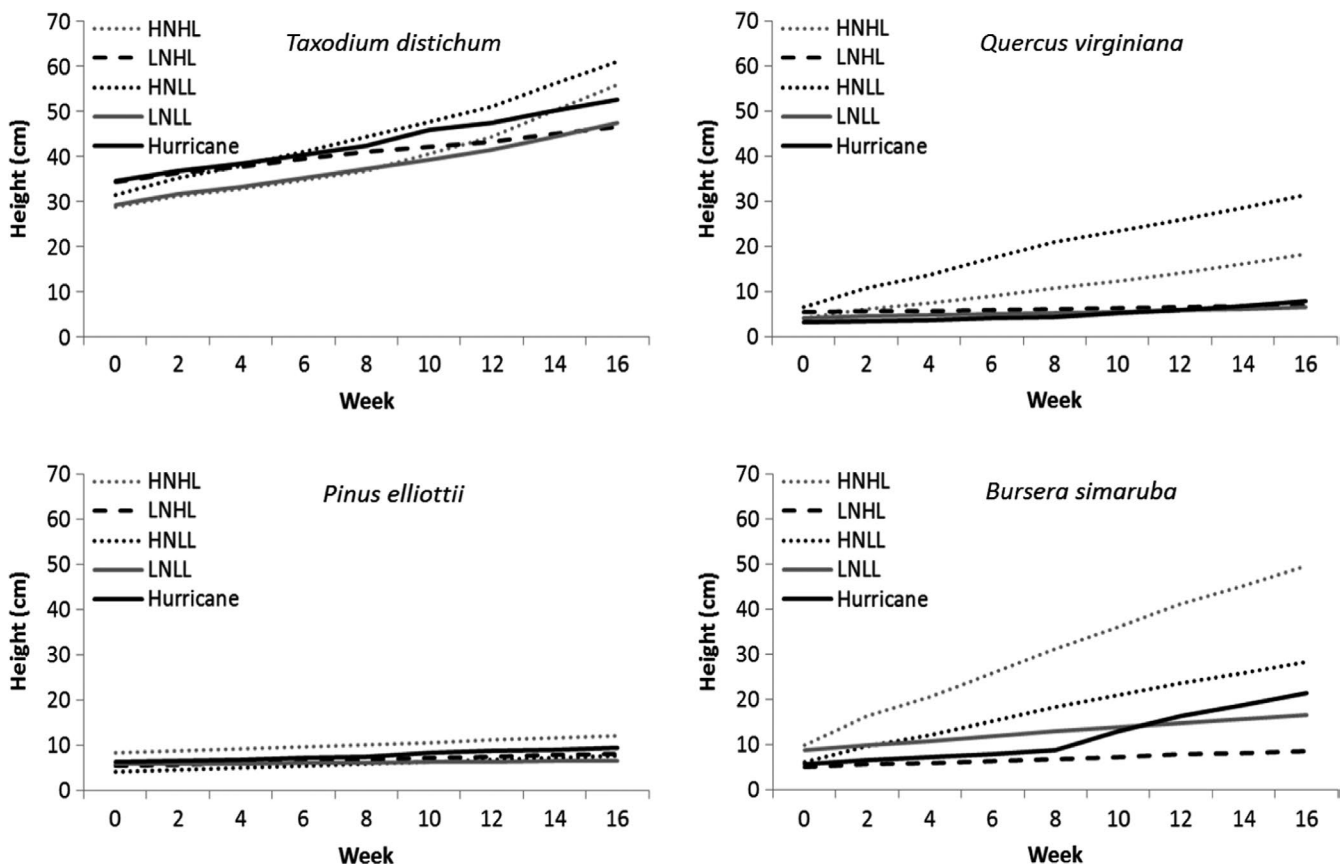 Taxodium distichum
HNHL
LNHL
HNLL
LNLL
Hurricane
Height (cm)
70
60
50
40
30
20
10
0
0 2 4 6 8 10 12 14 16
Week
Quercus virginiana
HNHL
LNHL
HNLL
LNLL
Hurricane
Height (cm)
70
60
50
40
30
20
10
0
0 2 4 6 8 10 12 14 16
Week
Pinus elliottii
HNHL
LNHL
HNLL
LNLL
Hurricane
Height (cm)
70
60
50
40
30
20
10
0
0 2 4 6 8 10 12 14 16
Week
Bursera simaruba
HNHL
LNHL
HNLL
LNLL
Hurricane
Height (cm)
70
60
50
40
30
20
10
0
0 2 4 6 8 10 12 14 16
Week